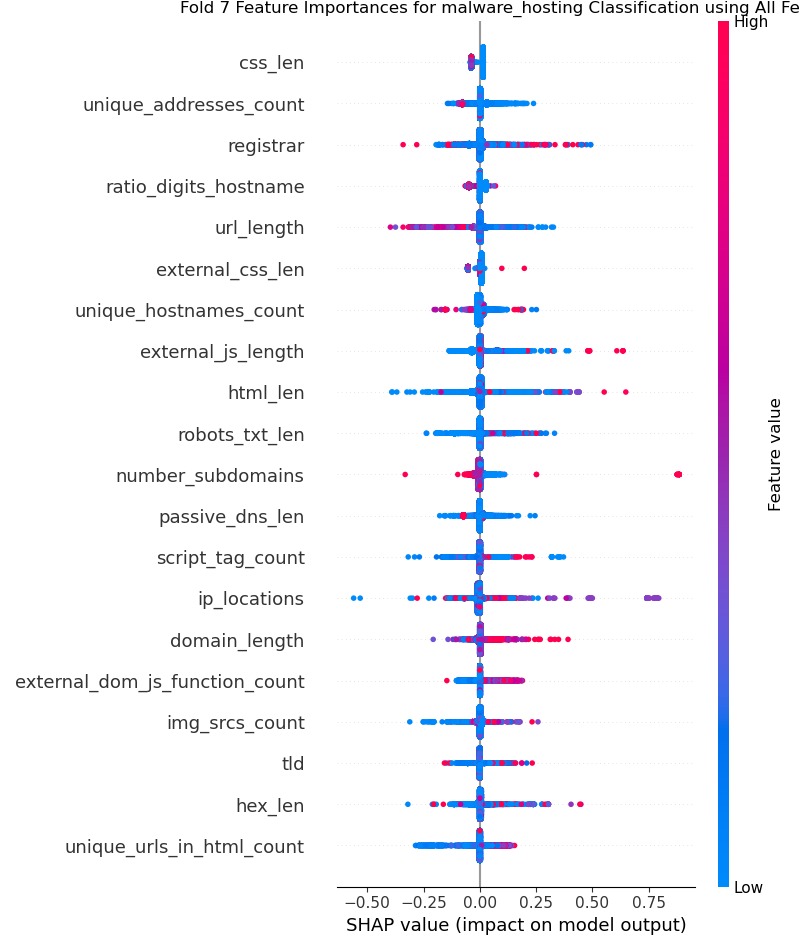 Fold 7 Feature Importances for malware_hosting Classification using All Fe
High
css_len
unique_addresses_count
registrar
ratio_digits_hostname
url_length
external_css_len
unique_hostnames_count
external_js_length
html_len
robots_txt_len
number_subdomains
passive_dns_len
script_tag_count
ip_locations
domain_length
external_dom_js_function_count
img_srcs_count
tld
hex_len
unique_urls_in_html_count
Feature value
Low
−0.50 −0.25 0.00 0.25 0.50 0.75
SHAP value (impact on model output)